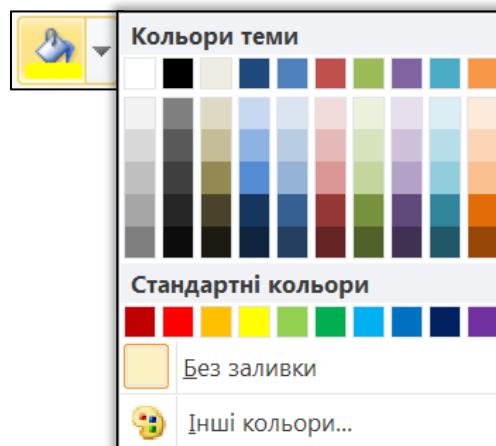 Кольори теми
Стандартні кольори
Без заливки
Інші кольори...